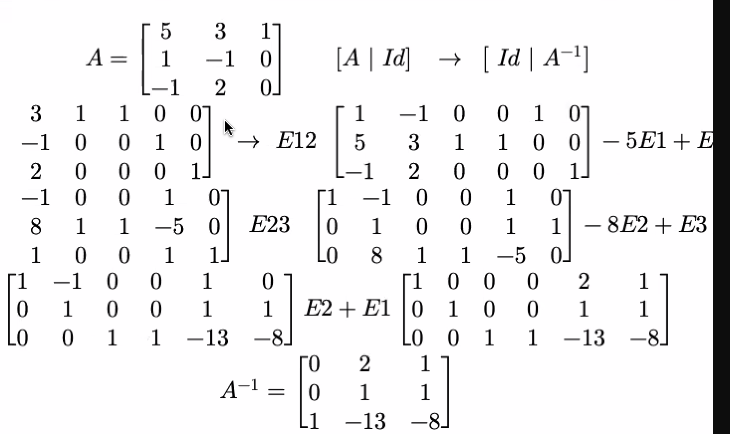 5 3 1
A = 1 −1 0 [A | Id] → [ Id | A⁻¹]
−1 2 0
3 1 1 0 0 1 −1 0 0 1 0
−1 0 0 1 0 → E12 5 3 1 1 0 0 − 5E1 + E
2 0 0 0 1 −1 2 0 0 0 1
−1 0 0 1 0 1 −1 0 0 1 0
8 1 1 −5 0 E23 0 1 0 0 1 1 − 8E2 + E3
1 0 0 1 1 0 8 1 1 −5 0
1 −1 0 0 1 0 1 0 0 0 2 1
0 1 0 0 1 1 E2 + E1 0 1 0 0 1 1
0 0 1 1 −13 −8 0 0 1 1 −13 −8
0 2 1
A⁻¹ = 0 1 1
1 −13 −8